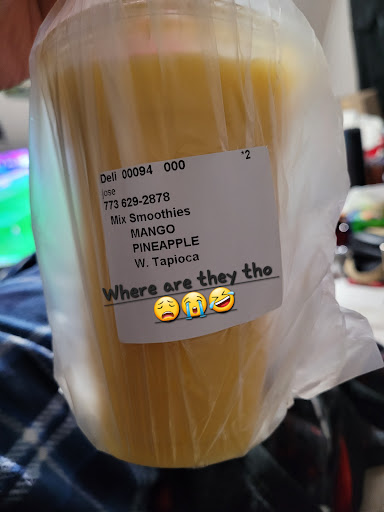 Deli 00094 000 *2
jose
773 629-2878
Mix Smoothies
MANGO
PINEAPPLE
W. Tapioca
Where are they tho
😩😭🤣